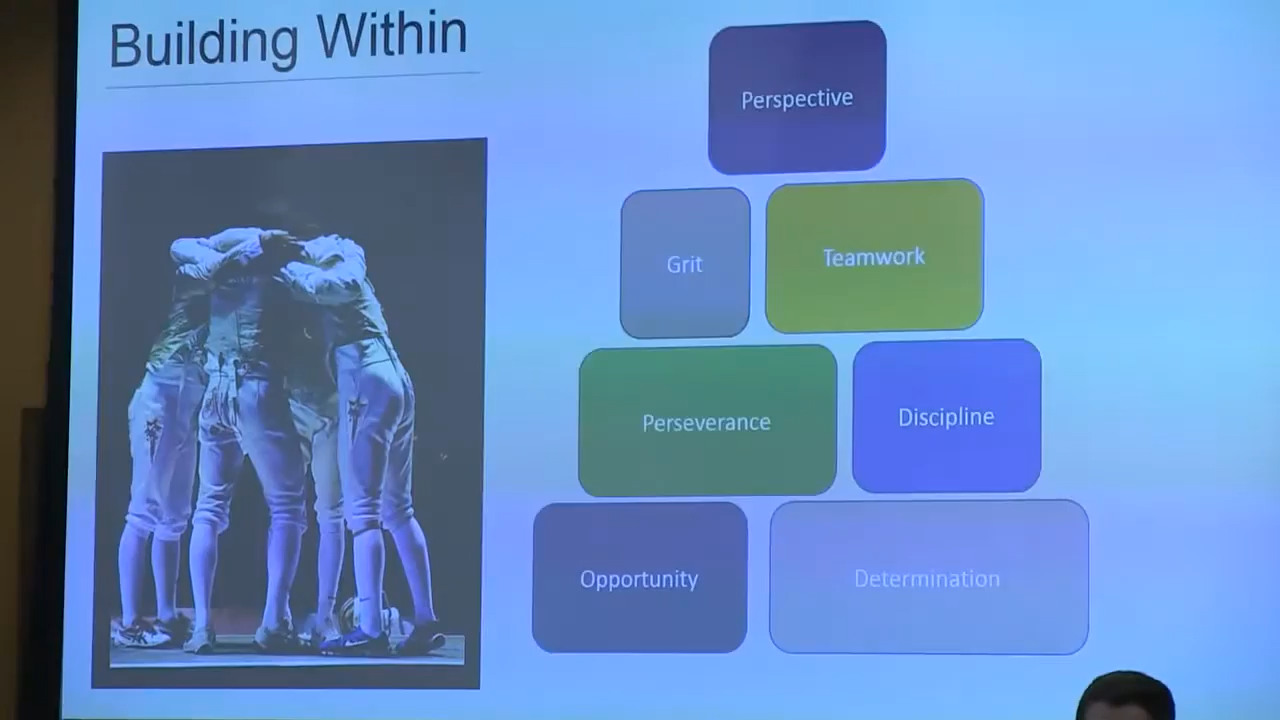 Building Within
Perspective
Grit
Teamwork
Perseverance
Discipline
Opportunity
Determination